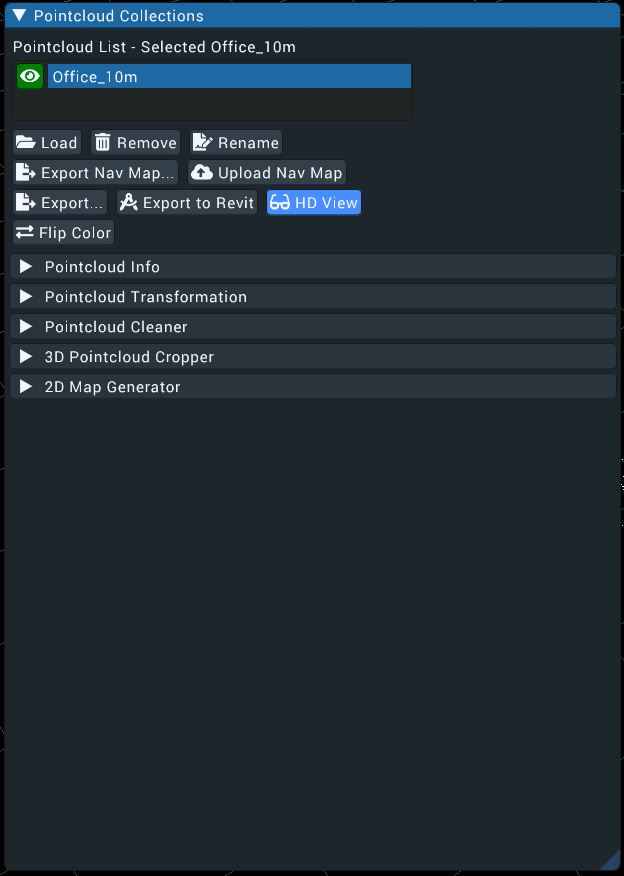 Pointcloud Collections
Pointcloud List - Selected Office_10m
Office_10m
Load Remove Rename
Export Nav Map... Upload Nav Map
Export... Export to Revit HD View
Flip Color
Pointcloud Info
Pointcloud Transformation
Pointcloud Cleaner
3D Pointcloud Cropper
2D Map Generator